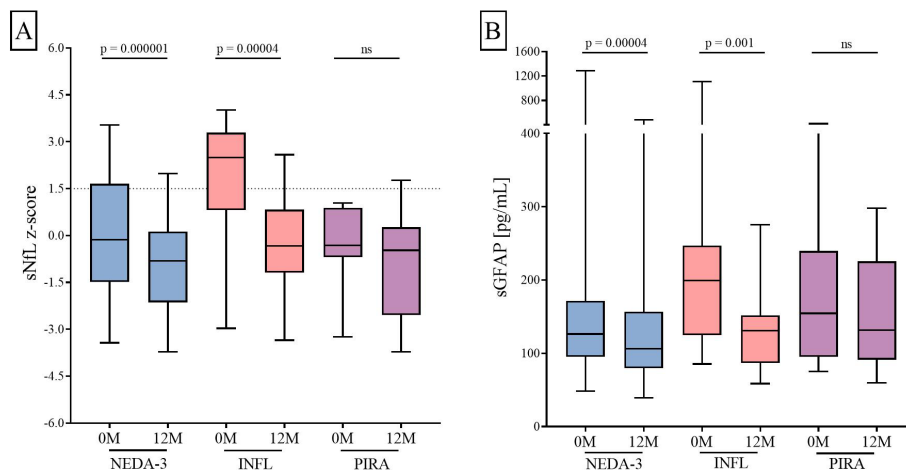 A
p = 0.000001
p = 0.00004
ns
6.0
4.5
3.0
1.5
0.0
-1.5
-3.0
-4.5
-6.0
sNfL z-score
0M
12M
0M
12M
0M
12M
NEDA-3
INFL
PIRA
B
p = 0.00004
p = 0.001
ns
1600
1200
800
400
300
200
100
0
sGFAP [pg/mL]
0M
12M
0M
12M
0M
12M
NEDA-3
INFL
PIRA